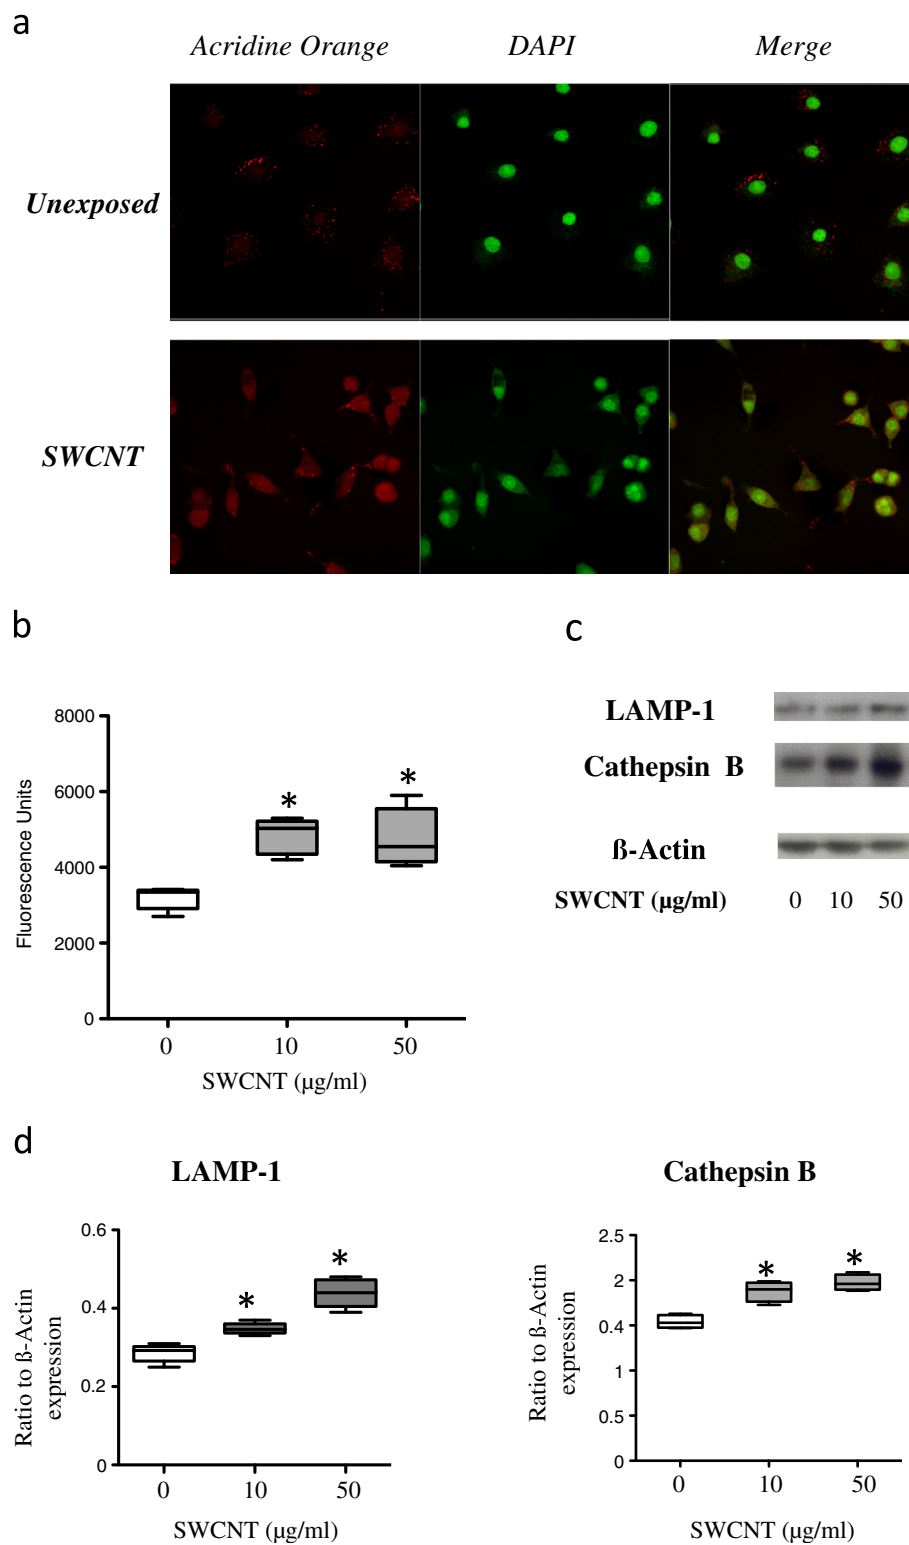 a
Acridine Orange DAPI Merge
Unexposed
SWCNT
b
8000
6000
4000
2000
0
Fluorescence Units
* *
0 10 50
SWCNT (µg/ml)
c
LAMP-1
Cathepsin B
ß-Actin
SWCNT (µg/ml) 0 10 50
d
LAMP-1
0.6
0.4
0.2
0
Ratio to ß-Actin
expression
* *
0 10 50
SWCNT (µg/ml)
Cathepsin B
2.5
2
0.4
1
0.5
0
Ratio to ß-Actin
expression
* *
0 10 50
SWCNT (µg/ml)